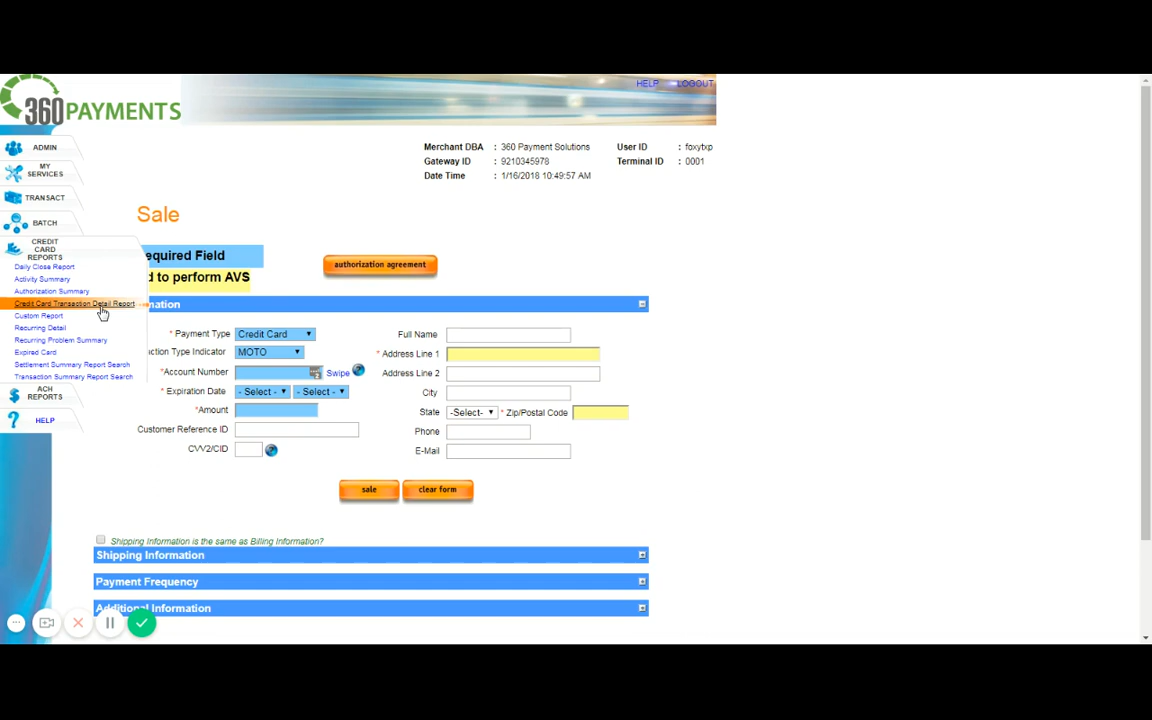 360PAYMENTS
HELP LOGOUT
Merchant DBA : 360 Payment Solutions User ID : foxytxp
Gateway ID : 9210345978 Terminal ID : 0001
Date Time : 1/16/2018 10:49:57 AM
ADMIN
MY
SERVICES
TRANSACT
BATCH
CREDIT
CARD
REPORTS
Daily Close Report
Activity Summary
Authorization Summary
Credit Card Transaction Detail Report
Custom Report
Recurring Detail
Recurring Problem Summary
Expired Card
Settlement Summary Report Search
Transaction Summary Report Search
ACH
REPORTS
HELP
Sale
equired Field
d to perform AVS
authorization agreement
mation
* Payment Type Credit Card Full Name
ction Type Indicator MOTO * Address Line 1
*Account Number Swipe Address Line 2
* Expiration Date - Select - - Select - City
*Amount State -Select- * Zip/Postal Code
Customer Reference ID Phone
CVV2/CID E-Mail
sale clear form
Shipping Information is the same as Billing Information?
Shipping Information
Payment Frequency
Additional Information